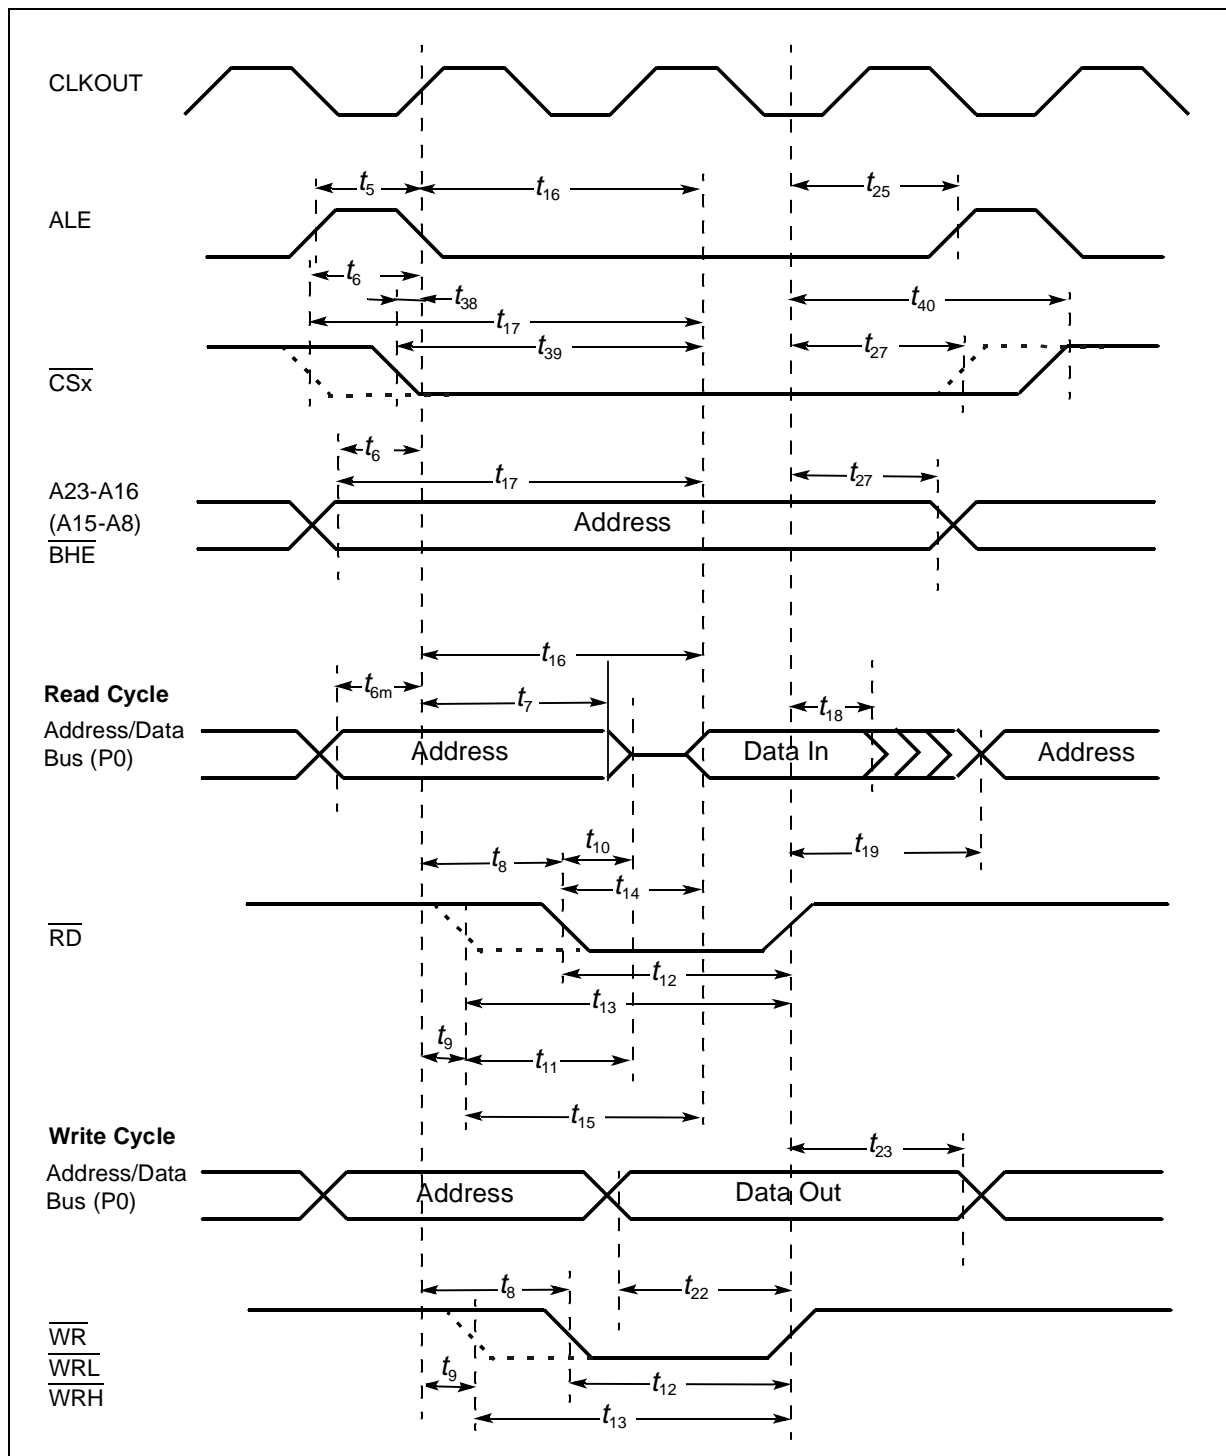 CLKOUT
t5
t16
t25
ALE
t6
t38
t40
t17
t39
t27
CSx
t6
t17
t27
A23-A16
(A15-A8)
BHE
Address
t16
t6m
t7
t18
Read Cycle
Address/Data
Bus (P0)
Address
Data In
Address
t10
t8
t19
t14
RD
t12
t13
t9
t11
t15
Write Cycle
t23
Address/Data
Bus (P0)
Address
Data Out
t8
t22
WR
WRL
WRH
t9
t12
t13